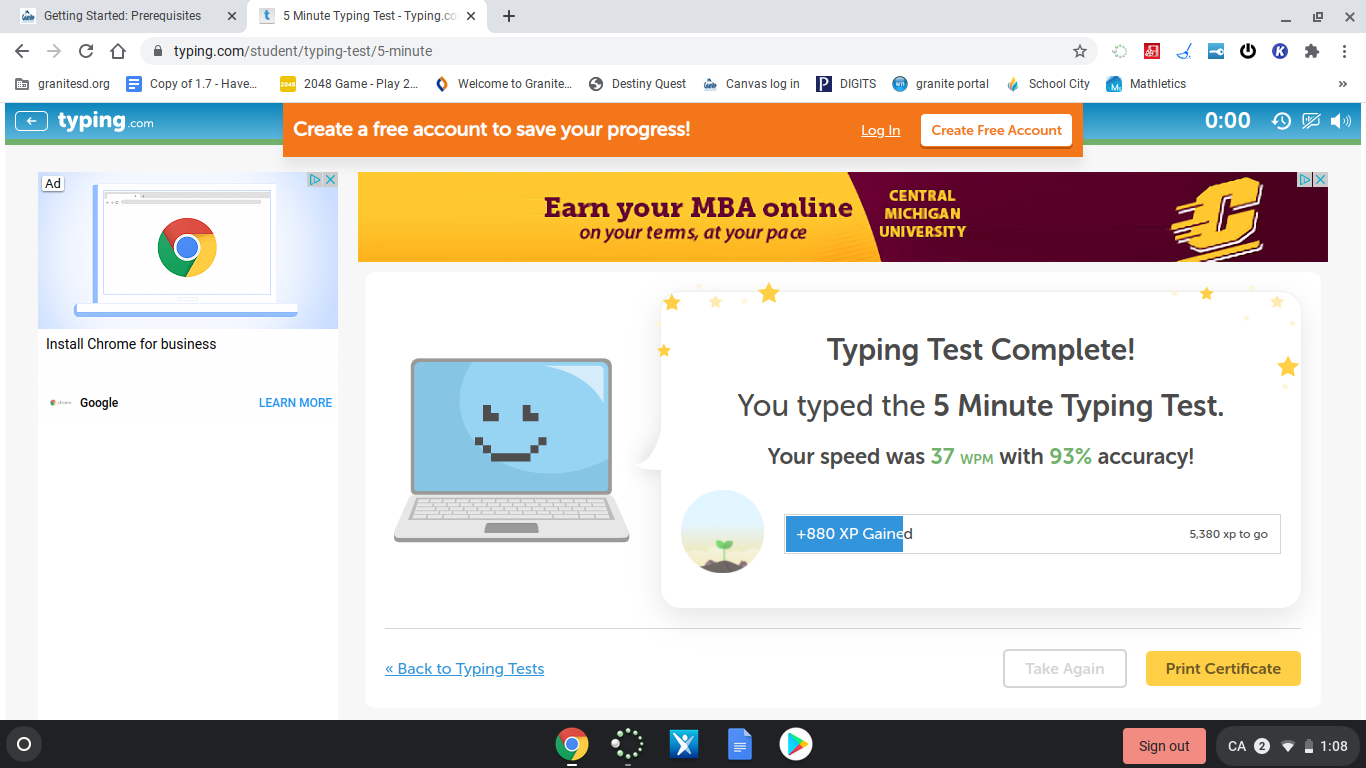 Getting Started: Prerequisites
5 Minute Typing Test - Typing.co
typing.com/student/typing-test/5-minute
granitesd.org
Copy of 1.7 - Have...
2048 Game - Play 2...
Welcome to Granite...
Destiny Quest
Canvas log in
DIGITS
granite portal
School City
Mathletics
»
typing.com
Create a free account to save your progress!
Log In
Create Free Account
0:00
Ad
Install Chrome for business
Google
LEARN MORE
Earn your MBA online
on your terms, at your pace
CENTRAL
MICHIGAN
UNIVERSITY
Typing Test Complete!
You typed the 5 Minute Typing Test.
Your speed was 37 WPM with 93% accuracy!
+880 XP Gained
5,380 xp to go
« Back to Typing Tests
Take Again
Print Certificate
Sign out
CA
2
1:08